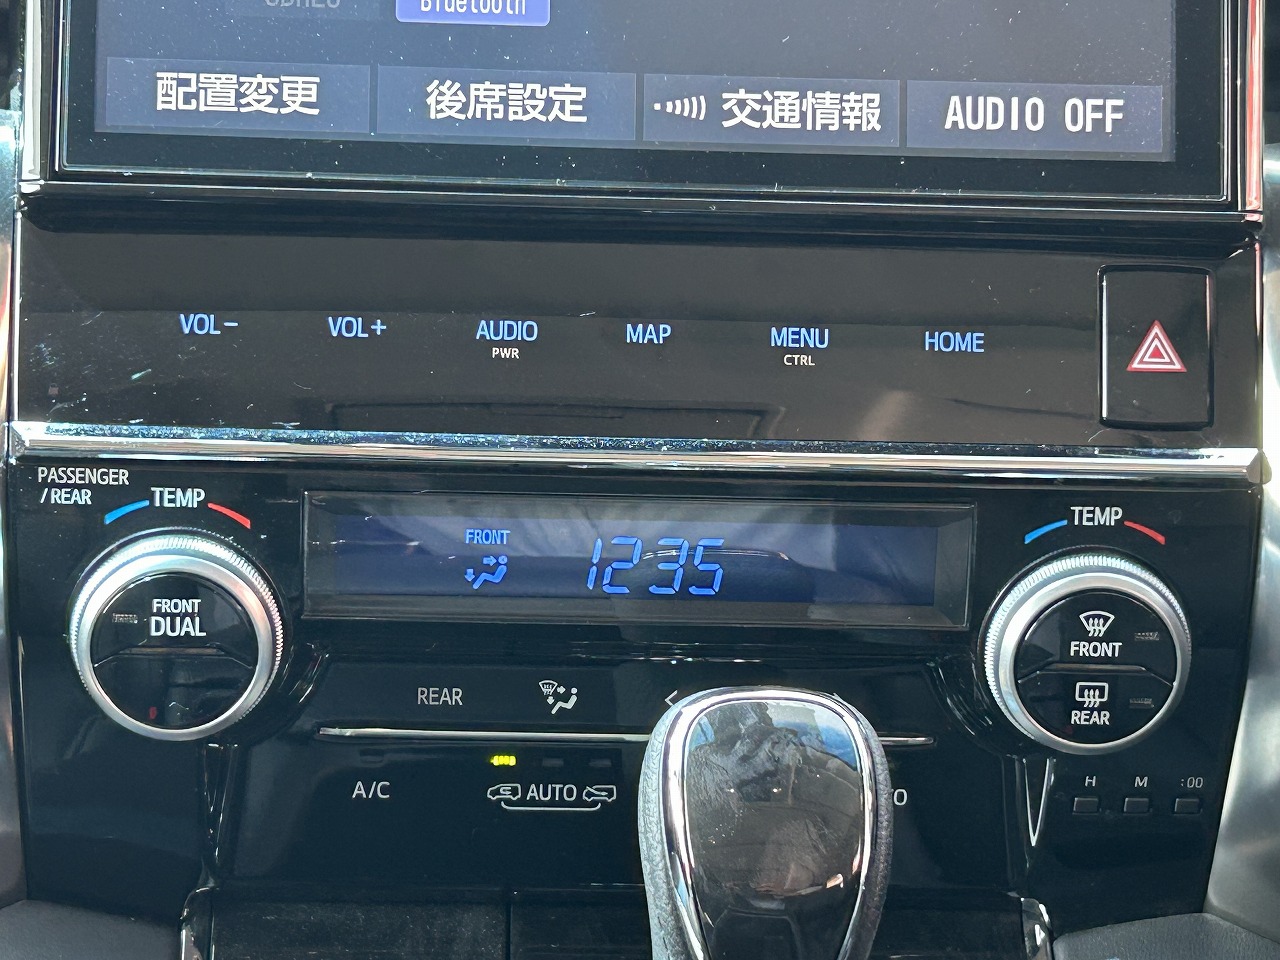 Bluetooth
配置変更
後席設定
交通情報
AUDIO OFF
VOL−
VOL+
AUDIO
PWR
MAP
MENU
CTRL
HOME
PASSENGER
/REAR
TEMP
FRONT
DUAL
FRONT
1235
TEMP
FRONT
REAR
REAR
A/C
AUTO
H
M
:00